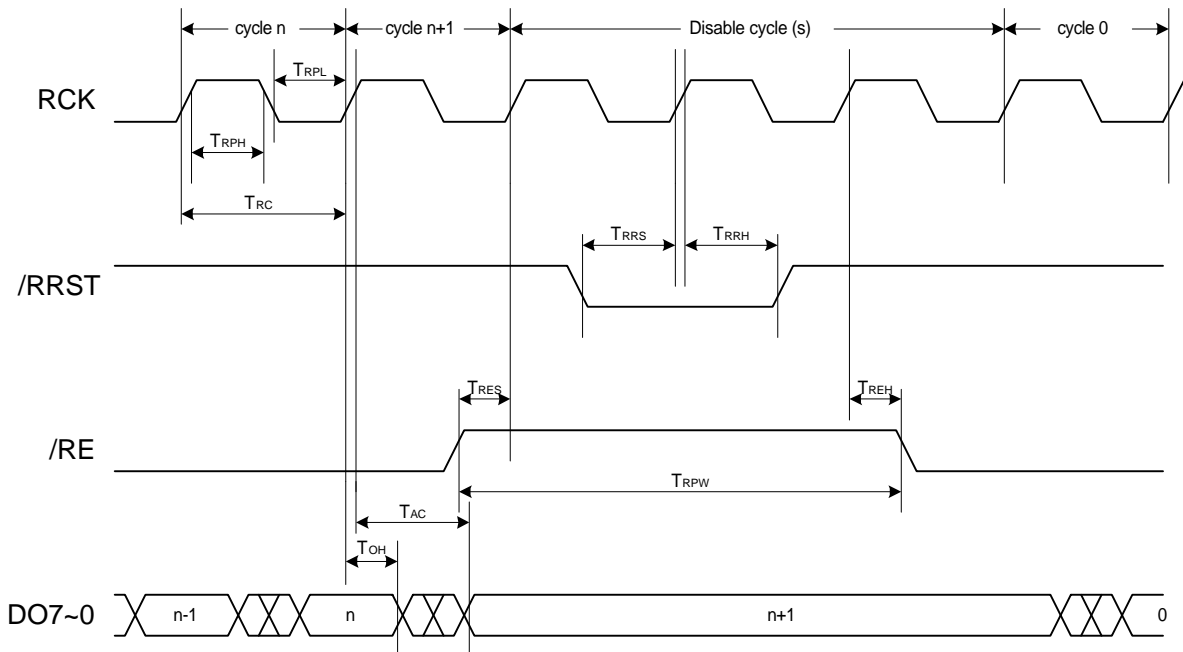 cycle n
cycle n+1
Disable cycle (s)
cycle 0
TRPL
RCK
TRPH
TRC
TRRS
TRRH
/RRST
TRES
TREH
/RE
TRPW
TAC
TOH
DO7~0
n-1
n
n+1
0